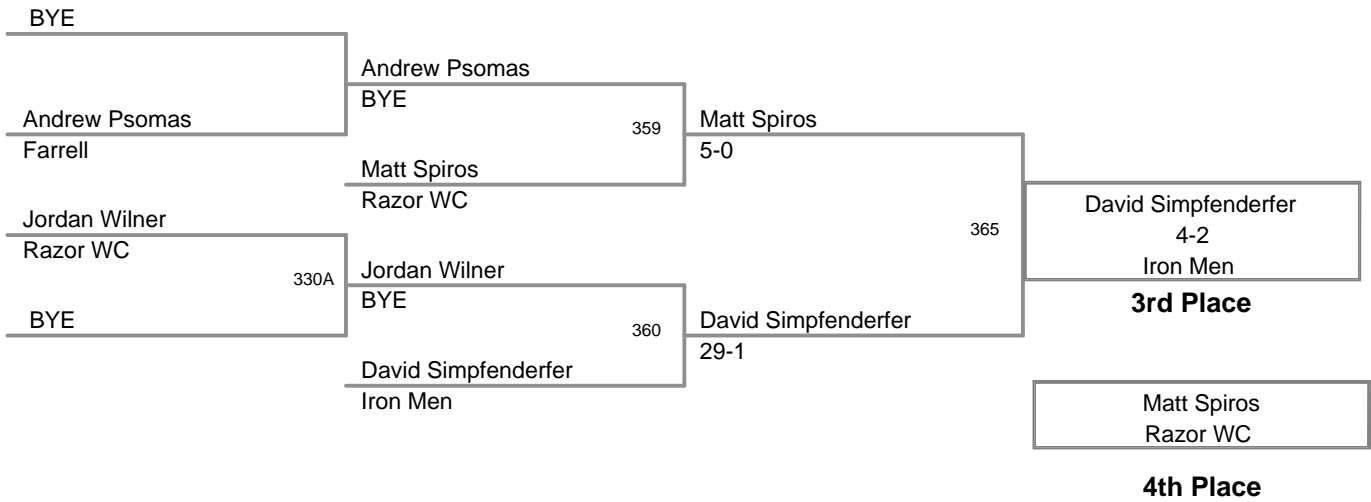 BYE
Andrew Psomas
Farrell
Jordan Wilner
Razor WC
330A
BYE
Andrew Psomas
BYE
359
Matt Spiros
Razor WC
Jordan Wilner
BYE
360
David Simpfenderfer
Iron Men
Matt Spiros
5-0
365
David Simpfenderfer
29-1
David Simpfenderfer
4-2
Iron Men
3rd Place
Matt Spiros
Razor WC
4th Place